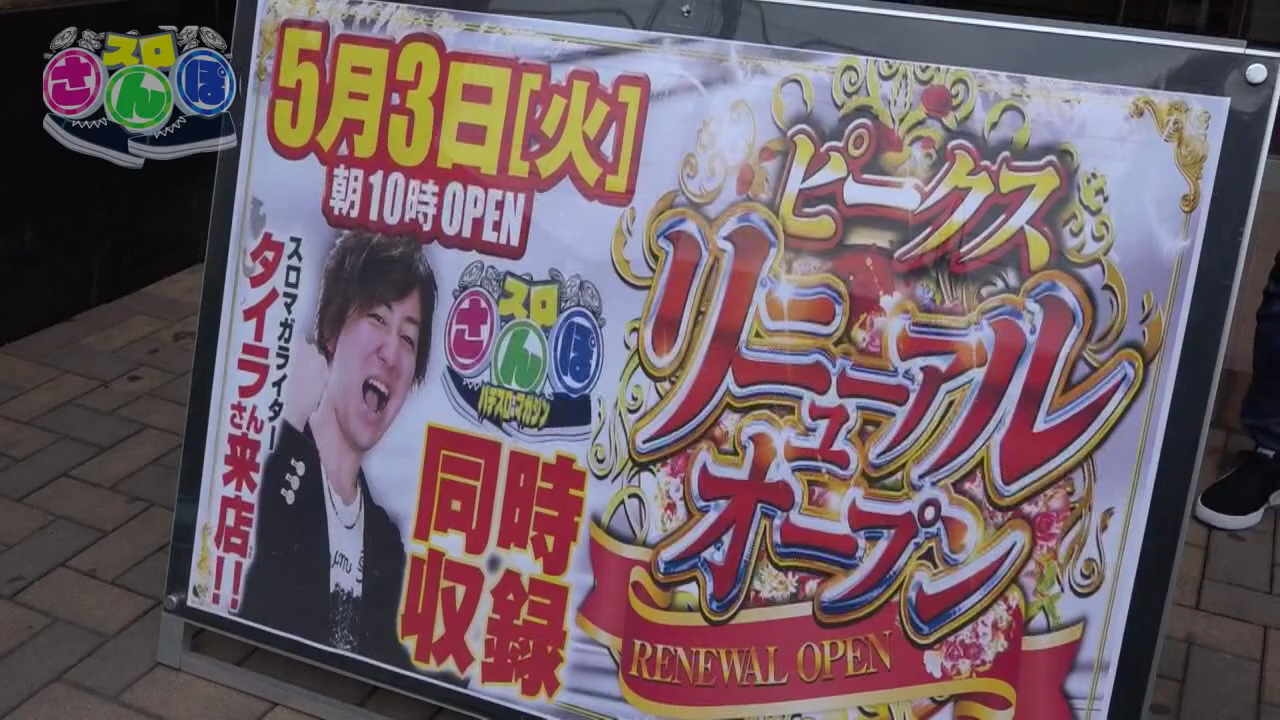 スロ
さんぽ
5月3日[火]
朝10時OPEN
スロマガライター
タイラさん来店!!
スロ
さんぽ
パチスロ・マガジン
同時
収録
ピークス
リニューアル
オープン
RENEWAL OPEN